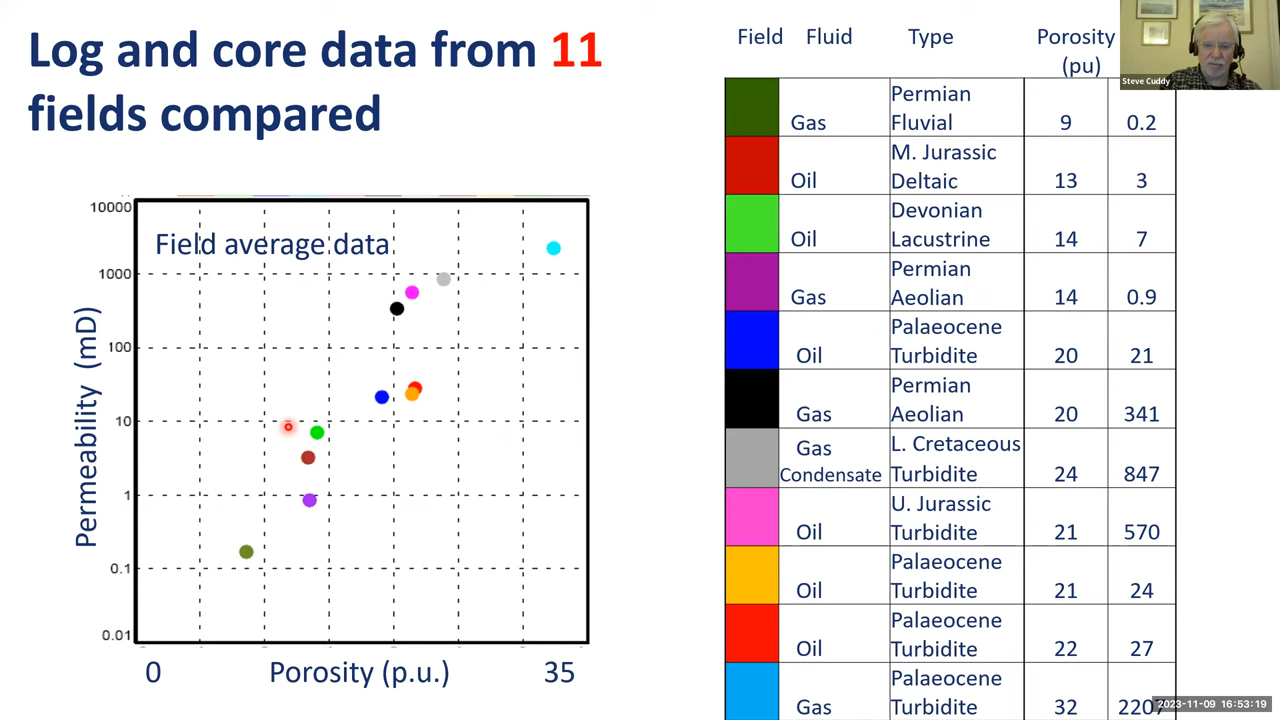 Log and core data from 11
fields compared
Field Fluid Type Porosity
(pu)
Steve Cuddy
Permian
Gas Fluvial 9 0.2
M. Jurassic
Oil Deltaic 13 3
Devonian
Oil Lacustrine 14 7
Permian
Gas Aeolian 14 0.9
Palaeocene
Oil Turbidite 20 21
Permian
Gas Aeolian 20 341
Gas L. Cretaceous
Condensate Turbidite 24 847
U. Jurassic
Oil Turbidite 21 570
Palaeocene
Oil Turbidite 21 24
Palaeocene
Oil Turbidite 22 27
Palaeocene
Gas Turbidite 32 2207
2023-11-09 16:53:19
Field average data
Permeability (mD)
10000
1000
100
10
1
0.1
0.01
0 Porosity (p.u.) 35